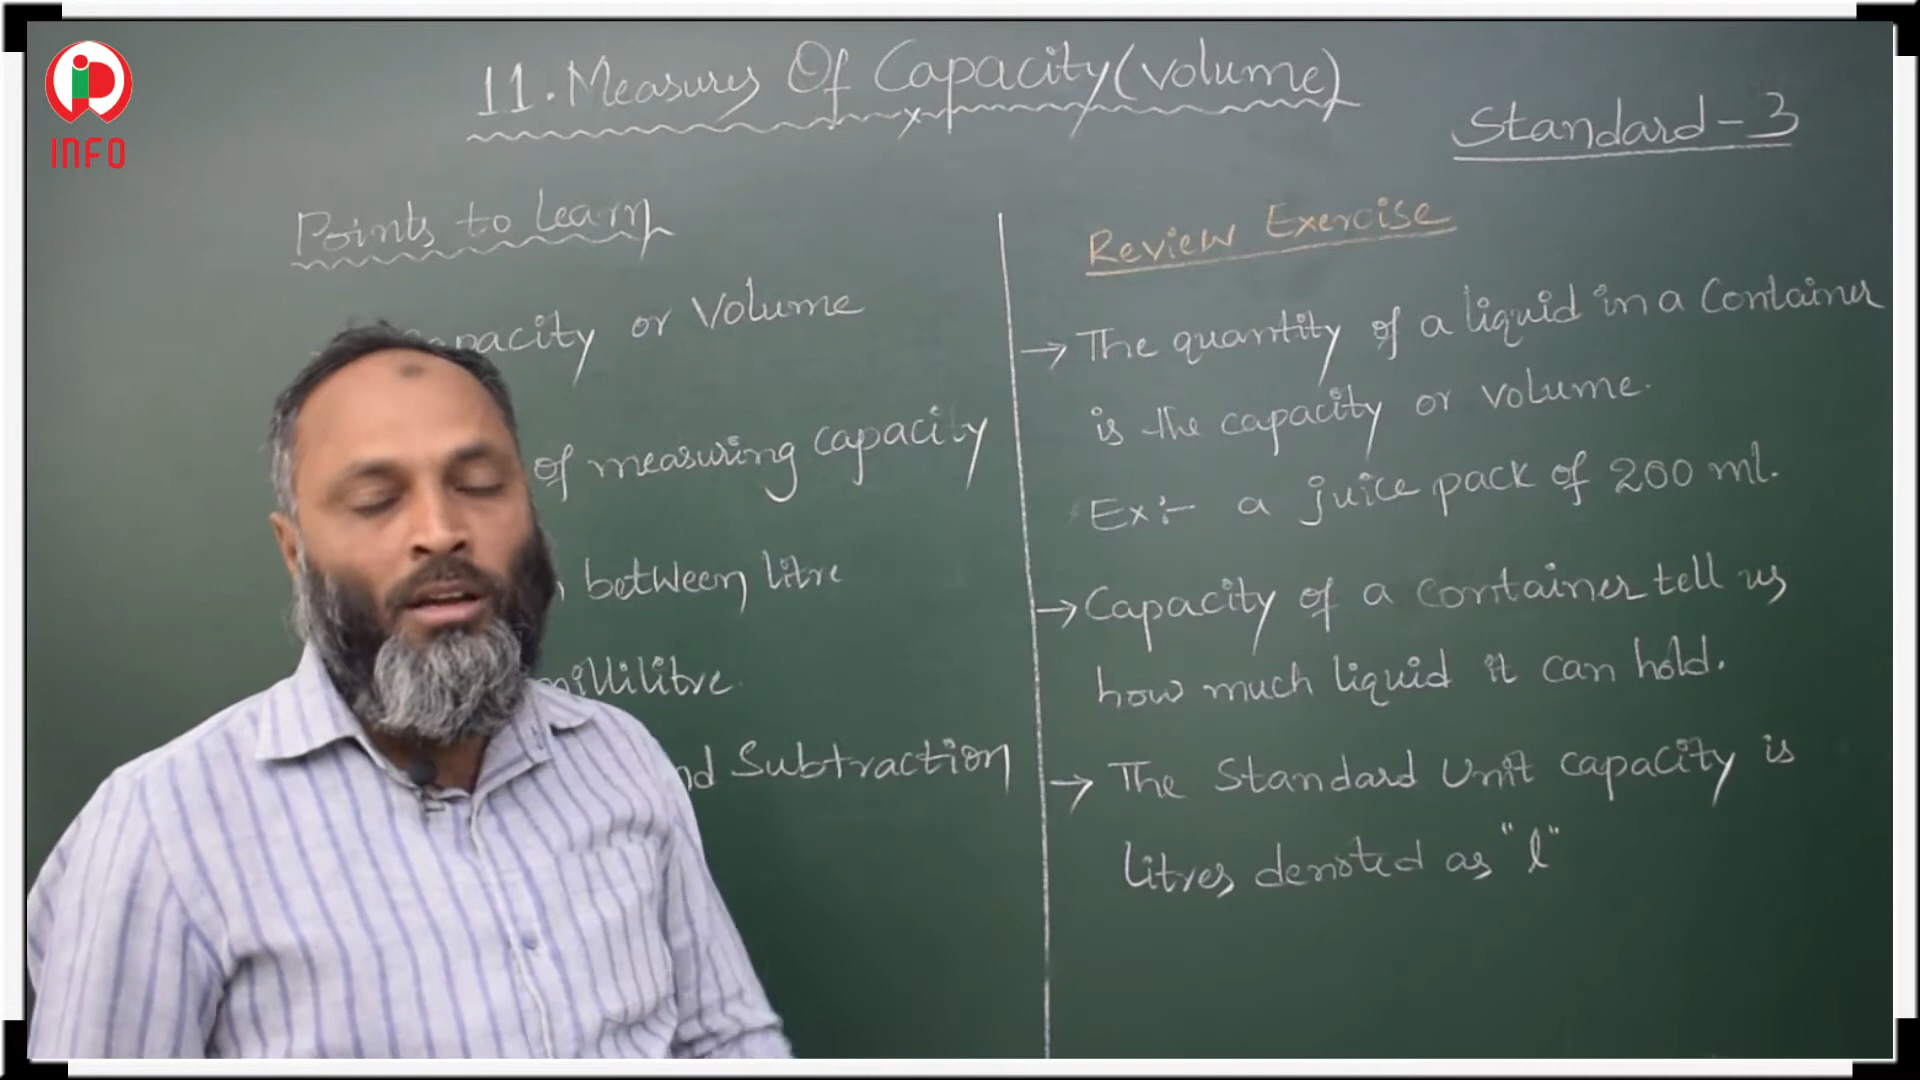 INFO
11. Measures Of Capacity (volume)
Standard - 3
Points to learn
or Volume
of measuring capacity
between litre
Subtraction
Review Exercise
→ The quantity of a liquid in a Container
is the capacity or volume.
Ex:- a juice pack of 200 ml.
→ Capacity of a container tell us
how much liquid it can hold.
→ The Standard Unit capacity is
litres denoted as "l"